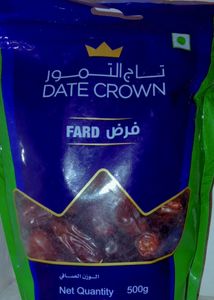 تاج التمور
DATE CROWN
FARD فرض
الوزن الصافي
Net Quantity 500g